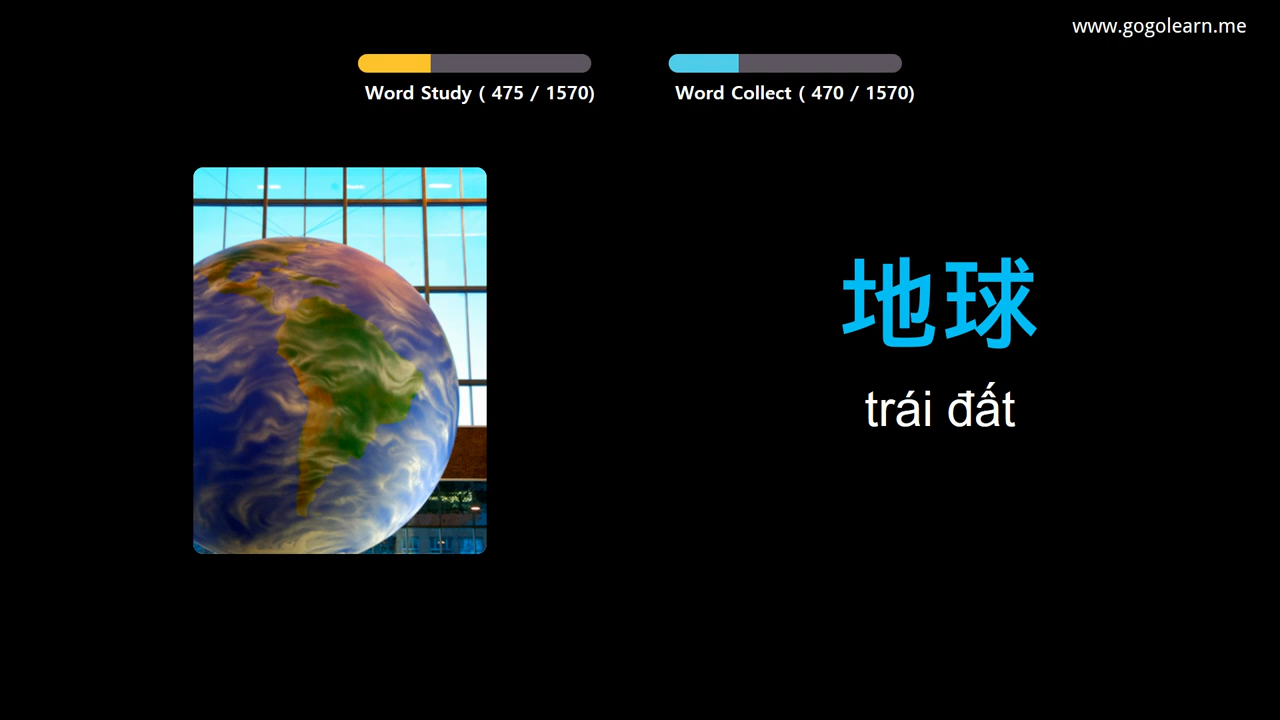 www.gogolearn.me
Word Study ( 475 / 1570)
Word Collect ( 470 / 1570)
地球
trái đất